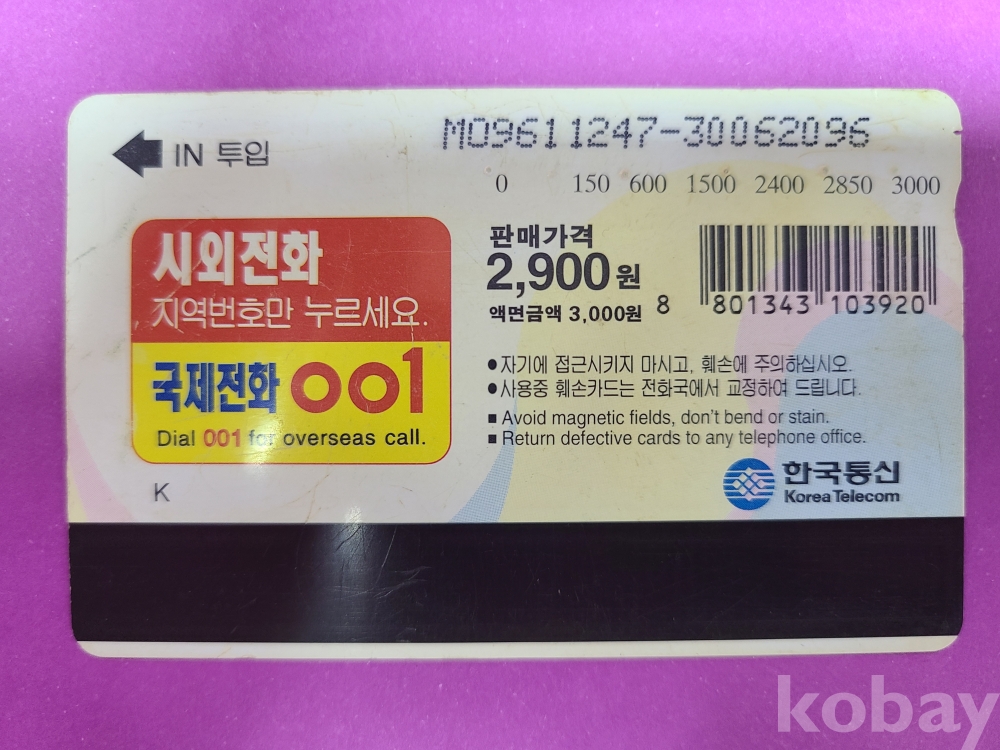 IN 투입
MO9611247-30062096
0 150 600 1500 2400 2850 3000
시외전화
지역번호만 누르세요.
국제전화 001
Dial 001 for overseas call.
K
판매가격
2,900원
액면금액 3,000원
8 801343 103920
●자기에 접근시키지 마시고, 훼손에 주의하십시오.
●사용중 훼손카드는 전화국에서 교정하여 드립니다.
■ Avoid magnetic fields, don't bend or stain.
■ Return defective cards to any telephone office.
한국통신
Korea Telecom
kobay